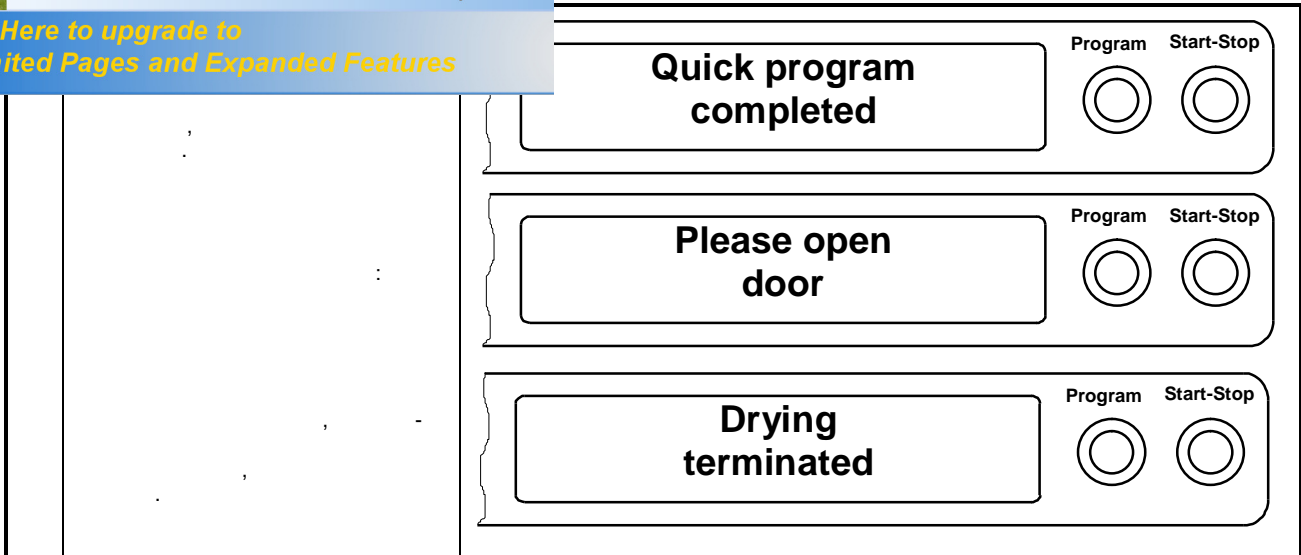 Here to upgrade to
ited Pages and Expanded Features
Quick program
completed
Program Start-Stop
,
.
Please open
door
Program Start-Stop
:
Drying
terminated
Program Start-Stop
, -
,
.